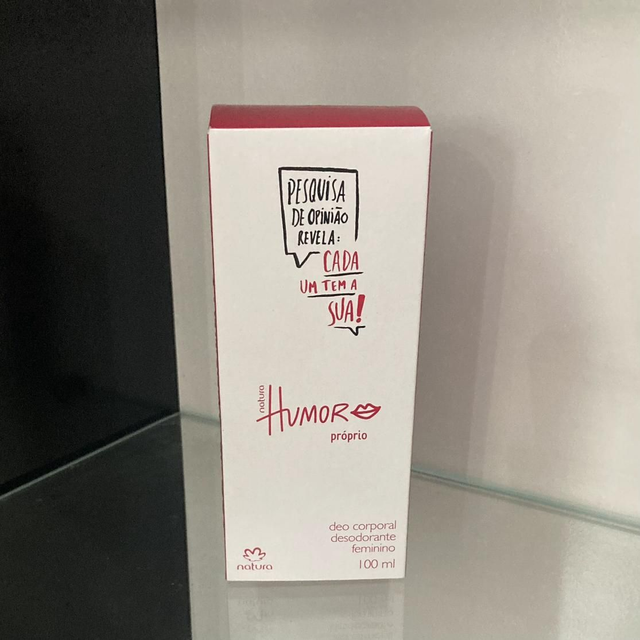 PESQUISA
DE OPINIÃO
REVELA:
CADA
UM TEM A
SUA!
natura
HUMOR
próprio
deo corporal
desodorante
feminino
100 ml
natura